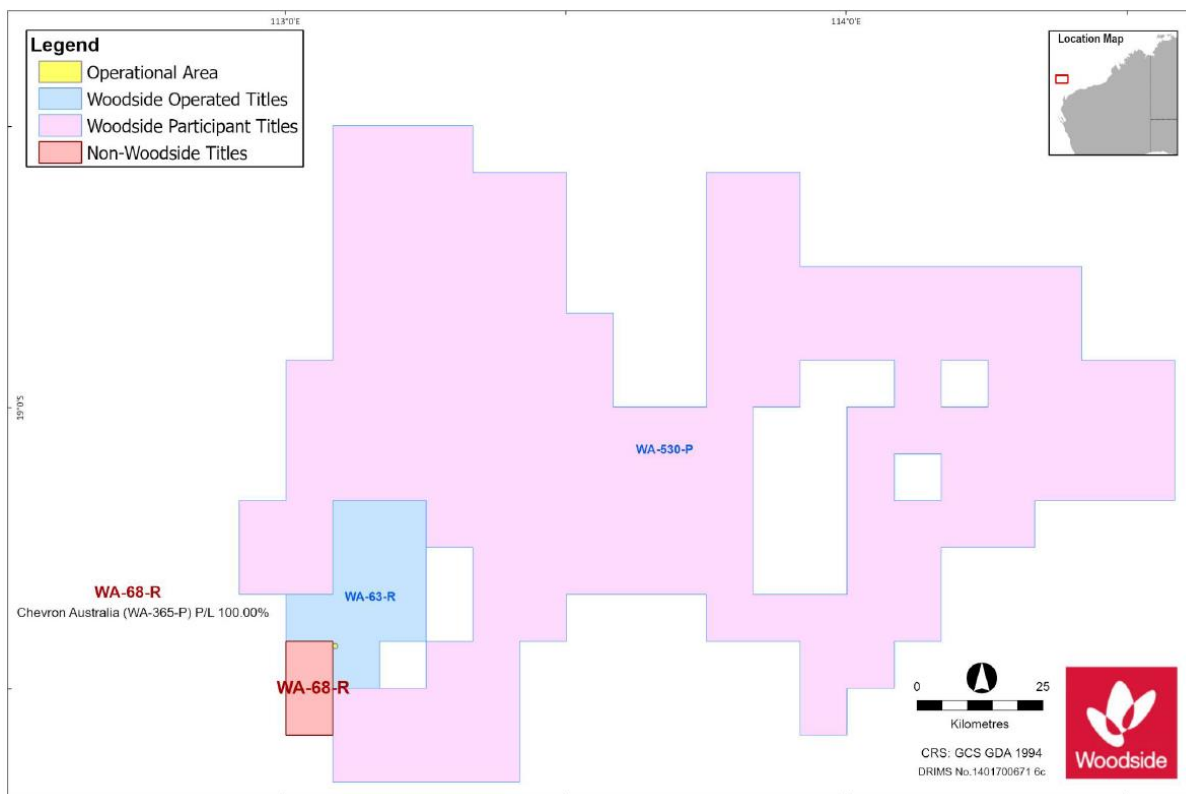 113°0'E
114°0'E
Legend
Operational Area
Woodside Operated Titles
Woodside Participant Titles
Non-Woodside Titles
Location Map
19°0'S
WA-530-P
WA-68-R
Chevron Australia (WA-365-P) P/L 100.00%
WA-63-R
WA-68-R
0 25
Kilometres
CRS: GCS GDA 1994
DRIMS No.1401700671 6c
Woodside